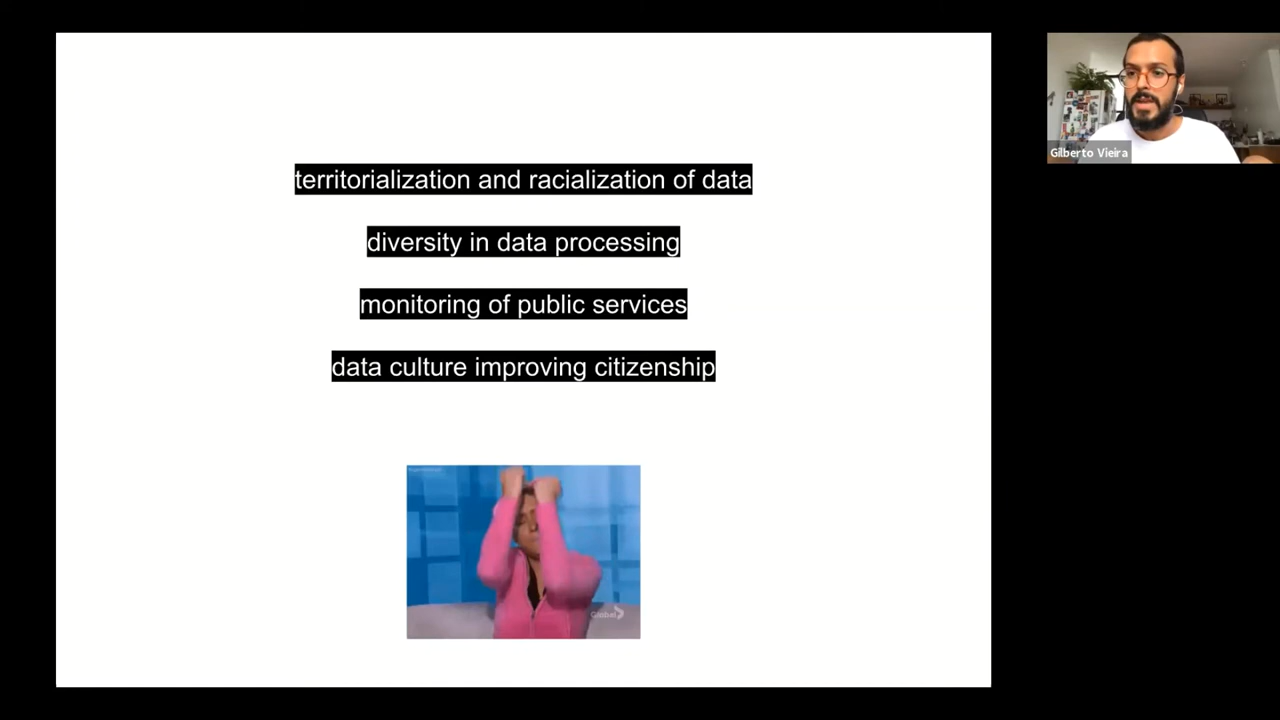 territorialization and racialization of data
diversity in data processing
monitoring of public services
data culture improving citizenship
Global
Gilberto Vieira